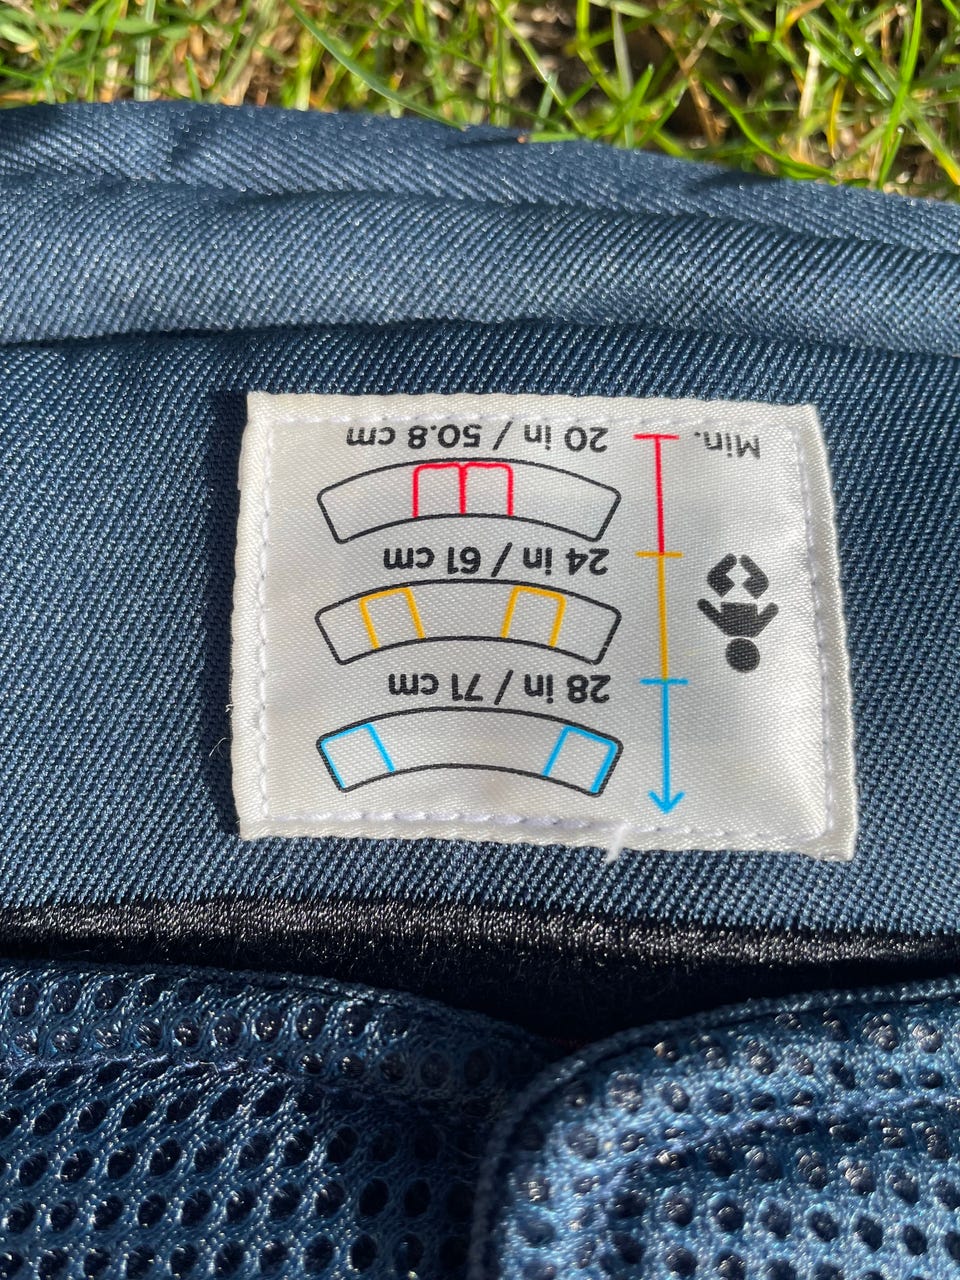 28 in / 71 cm
24 in / 61 cm
Min. 20 in / 50.8 cm